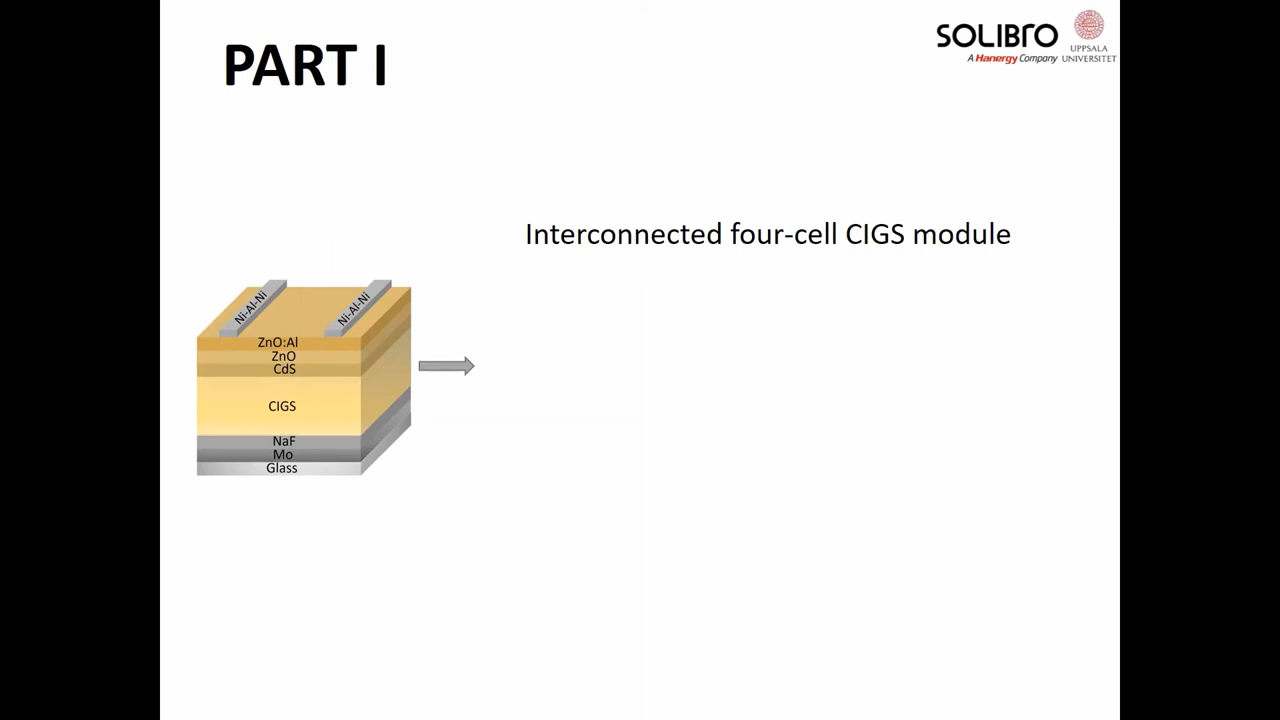 PART I
SOLIBRO
A Hanergy Company
UPPSALA
UNIVERSITET
Interconnected four-cell CIGS module
Ni-Al-Ni
Ni-Al-Ni
ZnO:Al
ZnO
CdS
CIGS
NaF
Mo
Glass